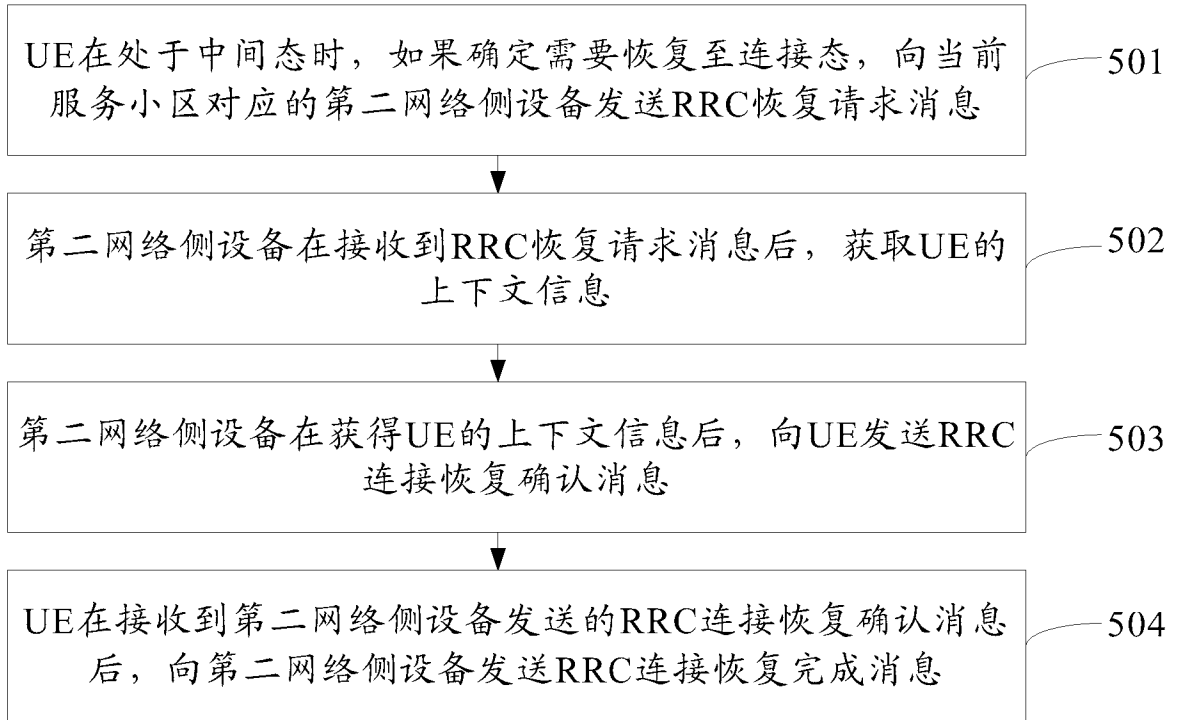 UE在处于中间态时，如果确定需要恢复至连接态，向当前
服务小区对应的第二网络侧设备发送RRC恢复请求消息
501
第二网络侧设备在接收到RRC恢复请求消息后，获取UE的
上下文信息
502
第二网络侧设备在获得UE的上下文信息后，向UE发送RRC
连接恢复确认消息
503
UE在接收到第二网络侧设备发送的RRC连接恢复确认消息
后，向第二网络侧设备发送RRC连接恢复完成消息
504